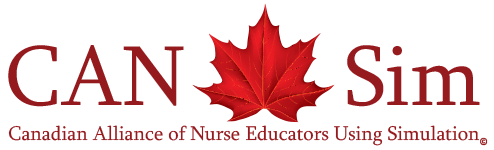 CAN Sim
Canadian Alliance of Nurse Educators Using Simulation©